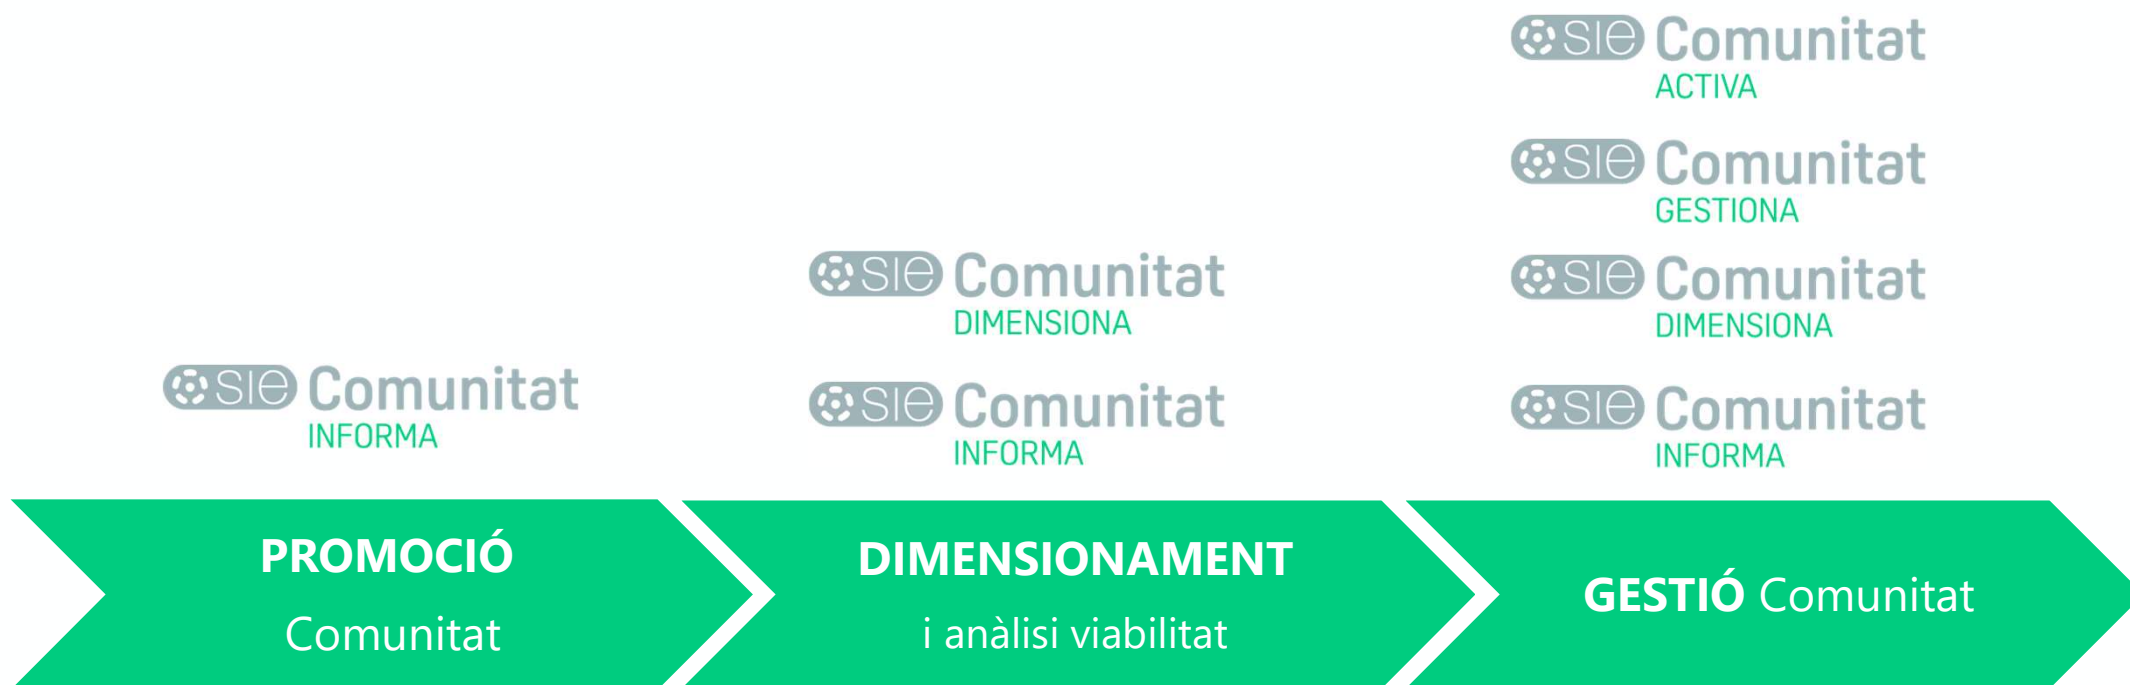 sie Comunitat
INFORMA
PROMOCIÓ
Comunitat
sie Comunitat
DIMENSIONA
sie Comunitat
INFORMA
DIMENSIONAMENT
i anàlisi viabilitat
sie Comunitat
ACTIVA
sie Comunitat
GESTIONA
sie Comunitat
DIMENSIONA
sie Comunitat
INFORMA
GESTIÓ Comunitat